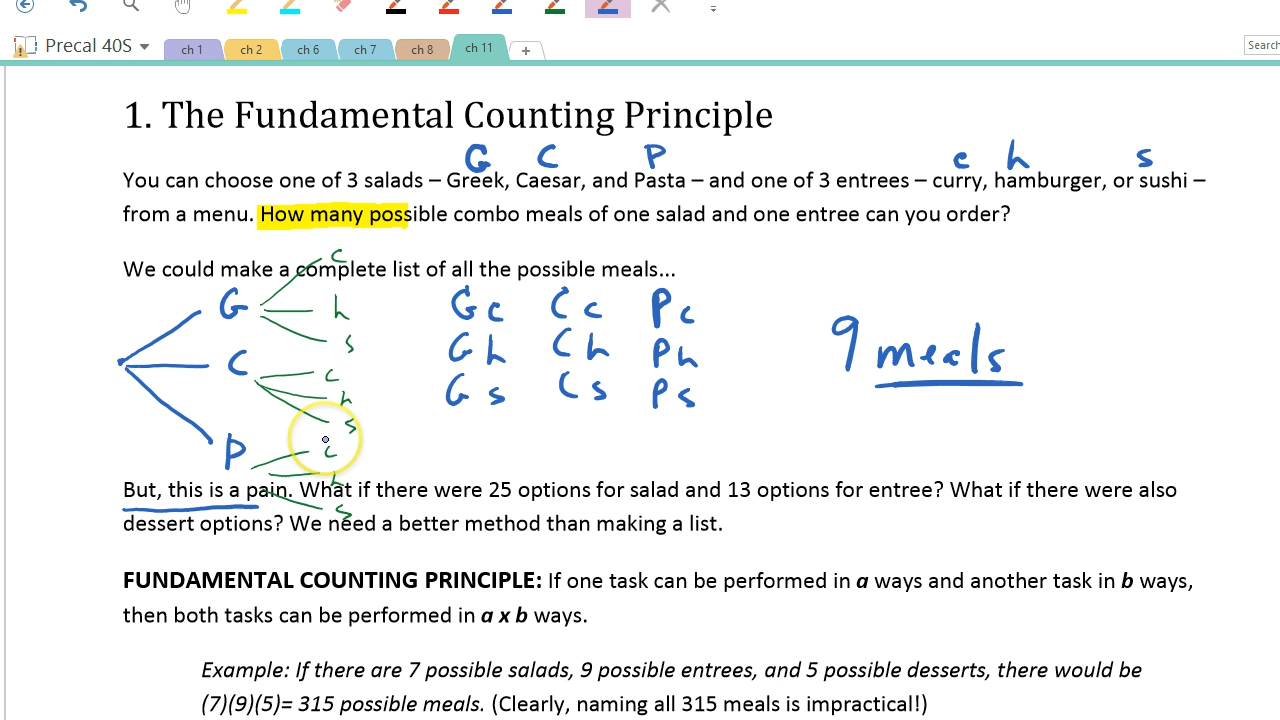 Precal 40S
ch 1
ch 2
ch 6
ch 7
ch 8
ch 11
+
Search
1. The Fundamental Counting Principle
G C P c h s
You can choose one of 3 salads – Greek, Caesar, and Pasta – and one of 3 entrees – curry, hamburger, or sushi –
from a menu. How many possible combo meals of one salad and one entree can you order?
We could make a complete list of all the possible meals...
c
G h
s
C c
h
s
P c
h
s
Gc Cc Pc
Gh Ch Ph
Gs Cs Ps
9 meals
But, this is a pain. What if there were 25 options for salad and 13 options for entree? What if there were also
dessert options? We need a better method than making a list.
FUNDAMENTAL COUNTING PRINCIPLE: If one task can be performed in a ways and another task in b ways,
then both tasks can be performed in a x b ways.
Example: If there are 7 possible salads, 9 possible entrees, and 5 possible desserts, there would be
(7)(9)(5)= 315 possible meals. (Clearly, naming all 315 meals is impractical!)